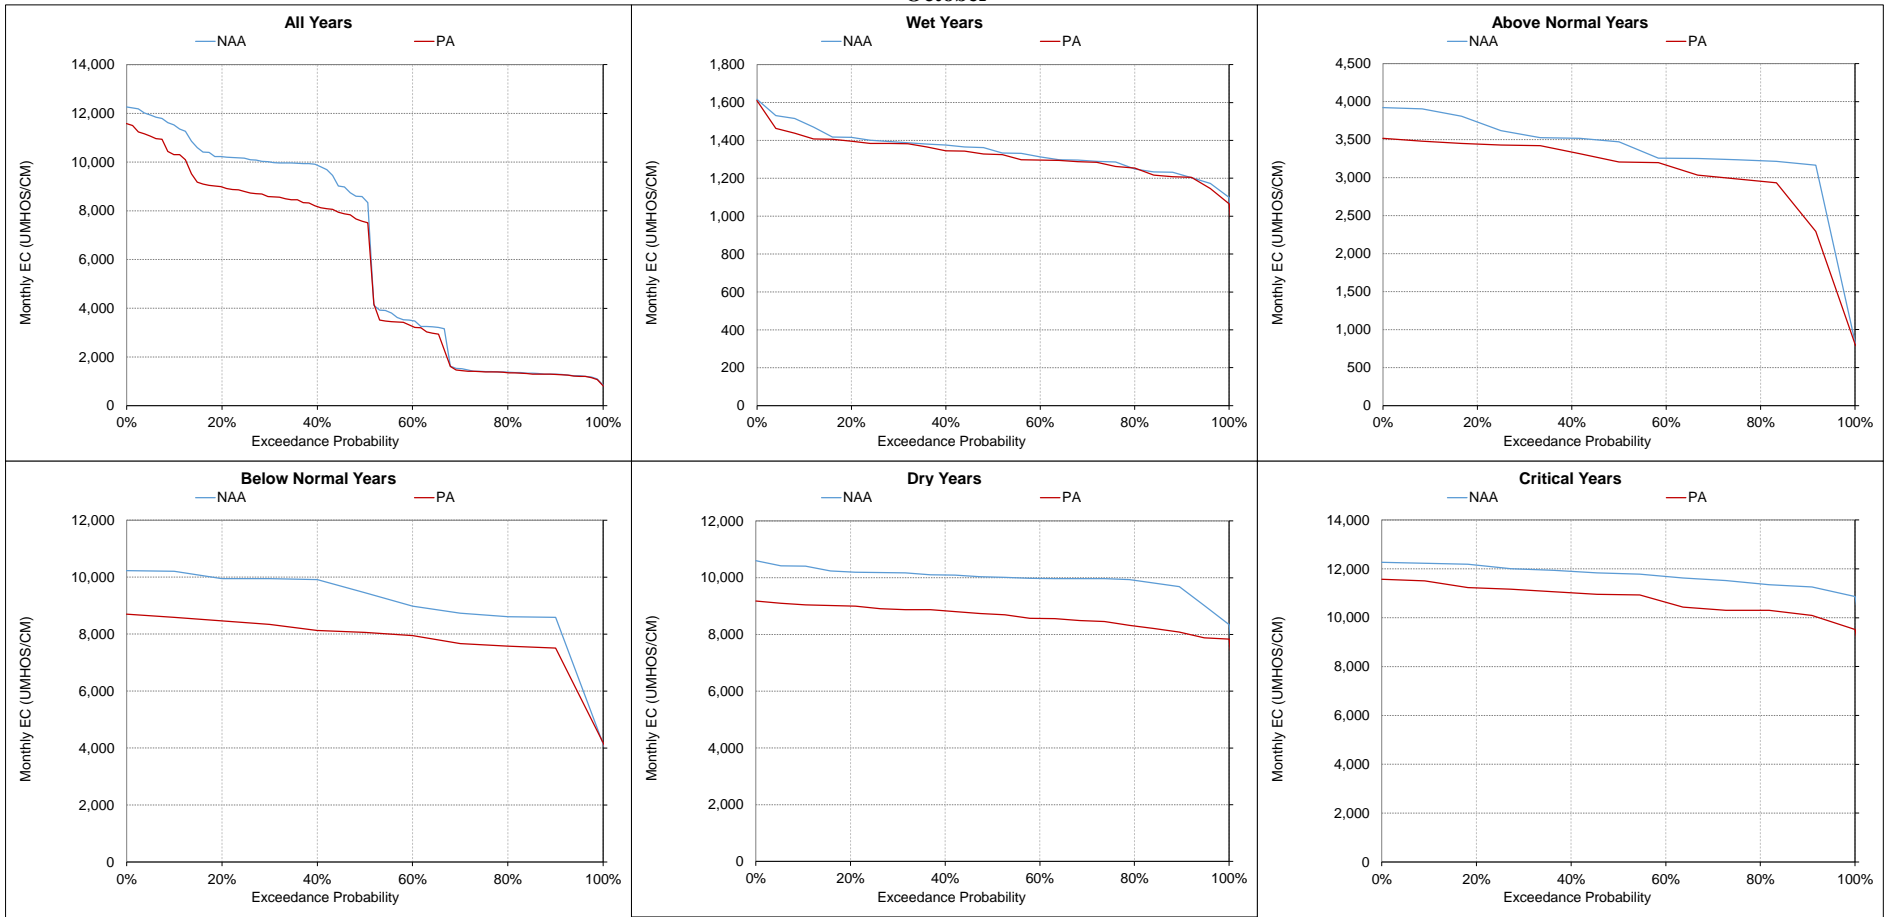 October
All Years
NAA PA
14,000
12,000
10,000
8,000
6,000
4,000
2,000
0
Monthly EC (UMHOS/CM)
0% 20% 40% 60% 80% 100%
Exceedance Probability
Wet Years
NAA PA
1,800
1,600
1,400
1,200
1,000
800
600
400
200
0
Monthly EC (UMHOS/CM)
0% 20% 40% 60% 80% 100%
Exceedance Probability
Above Normal Years
NAA PA
4,500
4,000
3,500
3,000
2,500
2,000
1,500
1,000
500
0
Monthly EC (UMHOS/CM)
0% 20% 40% 60% 80% 100%
Exceedance Probability
Below Normal Years
NAA PA
12,000
10,000
8,000
6,000
4,000
2,000
0
Monthly EC (UMHOS/CM)
0% 20% 40% 60% 80% 100%
Exceedance Probability
Dry Years
NAA PA
12,000
10,000
8,000
6,000
4,000
2,000
0
Monthly EC (UMHOS/CM)
0% 20% 40% 60% 80% 100%
Exceedance Probability
Critical Years
NAA PA
14,000
12,000
10,000
8,000
6,000
4,000
2,000
0
Monthly EC (UMHOS/CM)
0% 20% 40% 60% 80% 100%
Exceedance Probability